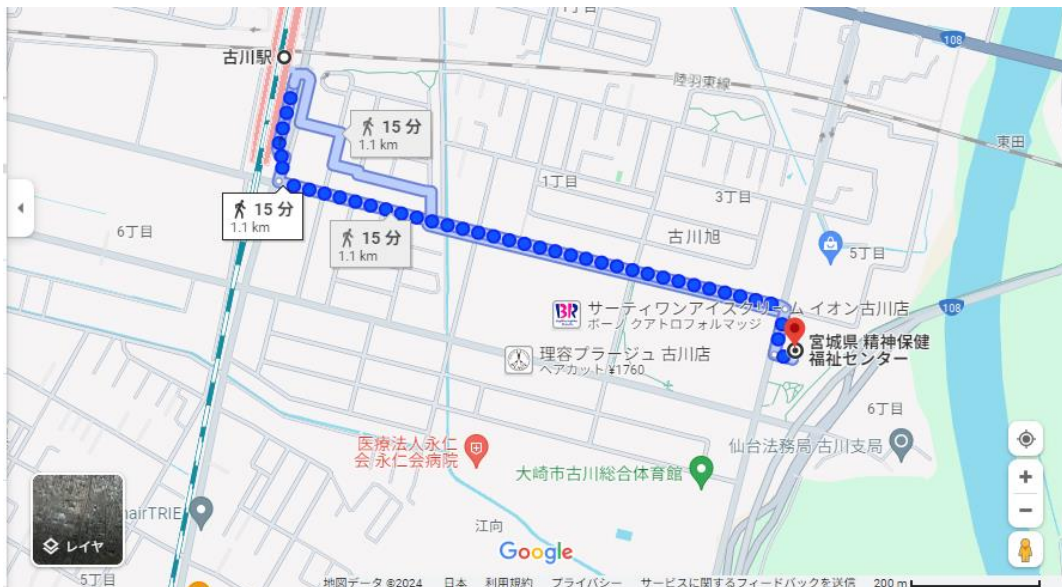 1丁目
108
古川駅
陸羽東線
15 分
1.1 km
東田
1丁目
3丁目
15 分
1.1 km
6丁目
15 分
1.1 km
古川旭
5丁目
サーティワンアイスクリーム イオン古川店
ボーノ クアトロフォルマッジ
108
BR
宮城県 精神保健
福祉センター
理容プラージュ 古川店
ヘアカット ¥1760
6丁目
医療法人永仁
会 永仁会病院
仙台法務局 古川支局
大崎市古川総合体育館
hairTRIE
江向
レイヤ
Google
5丁目
地図データ ©2024 日本 利用規約 プライバシー サービスに関するフィードバックを送信 200 m